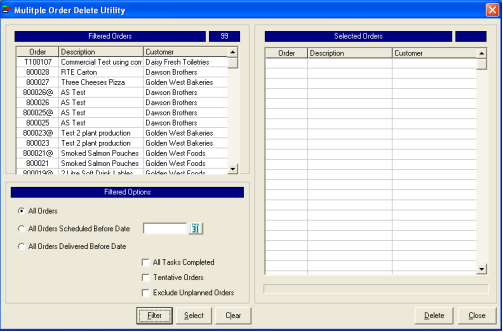 Mulitple Order Delete Utility
Filtered Orders 99
Order Description Customer
T100107 Commercial Test using com Daisy Fresh Toiletries
800028 RTE Carton Dawson Brothers
800027 Three Cheeses Pizza Golden West Bakeries
800026@ AS Test Dawson Brothers
800026 AS Test Dawson Brothers
800025@ AS Test Dawson Brothers
800025 AS Test Dawson Brothers
800023@ Test 2 plant production Golden West Bakeries
800023 Test 2 plant production Golden West Bakeries
800021@ Smoked Salmon Pouches Golden West Foods
800021 Smoked Salmon Pouches Golden West Foods
800019@ 2 Litre Soft Drink Lables Golden West Foods
Selected Orders
Order Description Customer
Filtered Options
All Orders
All Orders Scheduled Before Date
All Orders Delivered Before Date
All Tasks Completed
Tentative Orders
Exclude Unplanned Orders
Filter Select Clear Delete Close